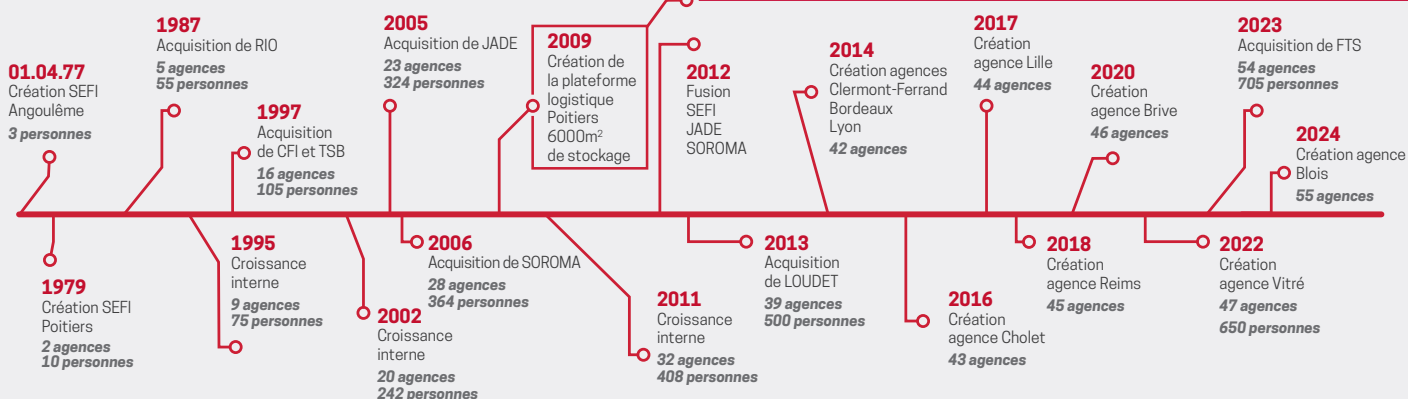 01.04.77
Création SEFI
Angoulême
3 personnes
1979
Création SEFI
Poitiers
2 agences
10 personnes
1987
Acquisition de RIO
5 agences
55 personnes
1995
Croissance
interne
9 agences
75 personnes
1997
Acquisition
de CFI et TSB
16 agences
105 personnes
2002
Croissance
interne
20 agences
242 personnes
2005
Acquisition de JADE
23 agences
324 personnes
2006
Acquisition de SOROMA
28 agences
364 personnes
2009
Création de
la plateforme
logistique
Poitiers
6000m²
de stockage
2011
Croissance
interne
32 agences
408 personnes
2012
Fusion
SEFI
JADE
SOROMA
2013
Acquisition
de LOUDET
39 agences
500 personnes
2014
Création agences
Clermont-Ferrand
Bordeaux
Lyon
42 agences
2016
Création
agence Cholet
43 agences
2017
Création
agence Lille
44 agences
2018
Création
agence Reims
45 agences
2020
Création
agence Brive
46 agences
2022
Création
agence Vitré
47 agences
650 personnes
2023
Acquisition de FTS
54 agences
705 personnes
2024
Création agence
Blois
55 agences